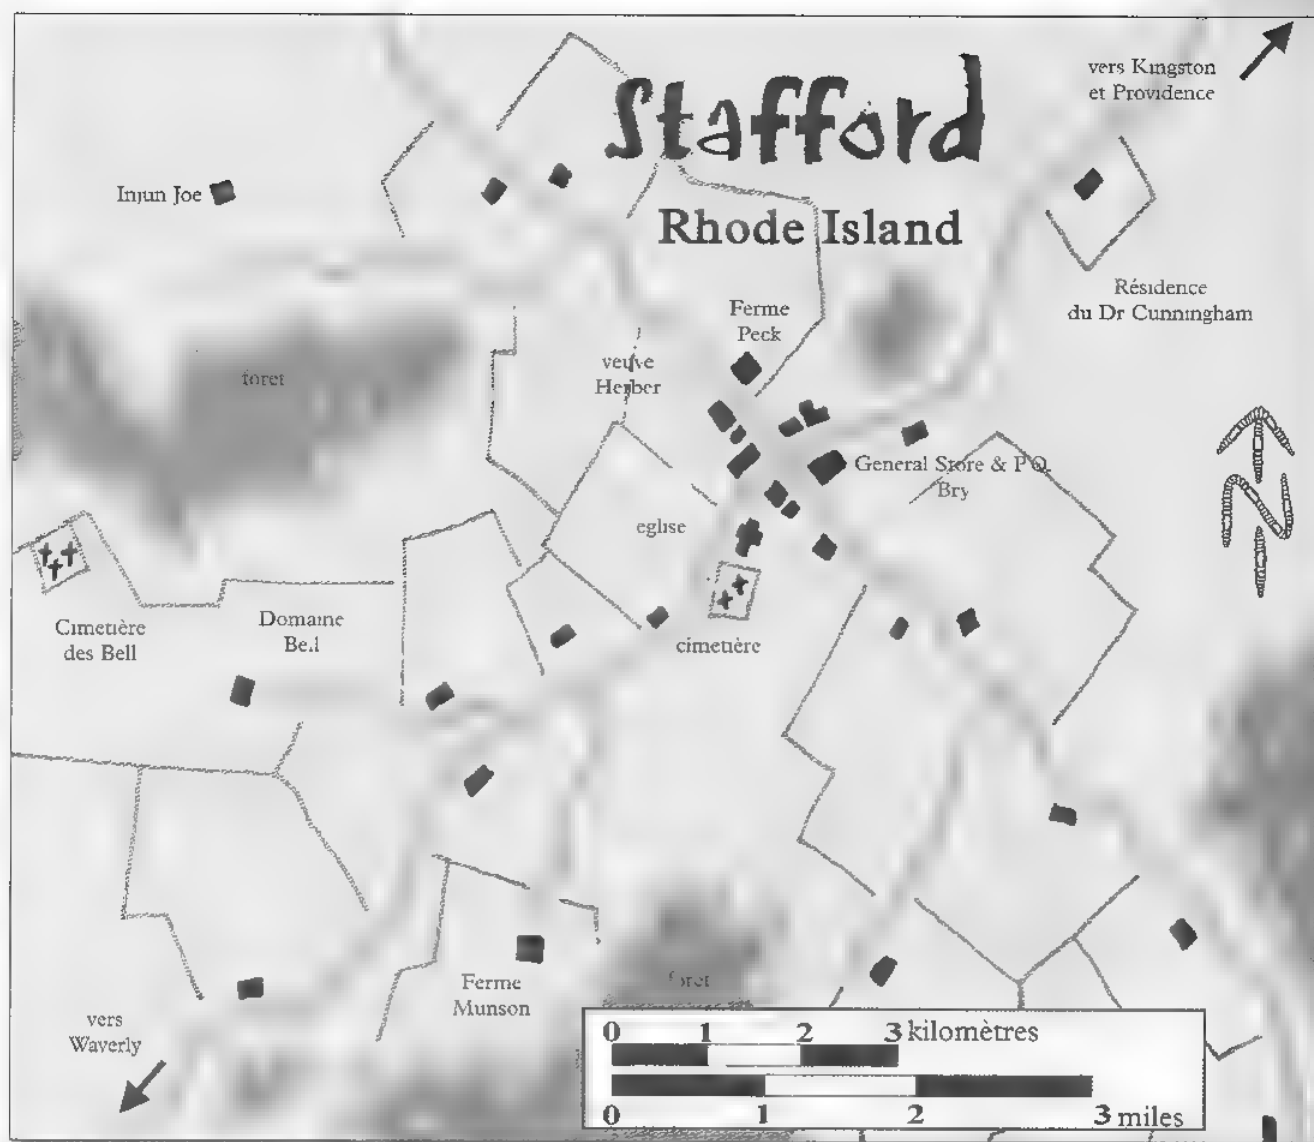 Stafford
Rhode Island
vers Kingston
et Providence
Injun Joe
Résidence
du Dr Cunningham
Ferme
Peck
veuve
Herber
foret
General Store & P.O.
Bry
eglise
N
Cimetière
des Bell
Domaine
Bell
cimetière
Ferme
Munson
foret
vers
Waverly
0 1 2 3 kilomètres
0 1 2 3 miles